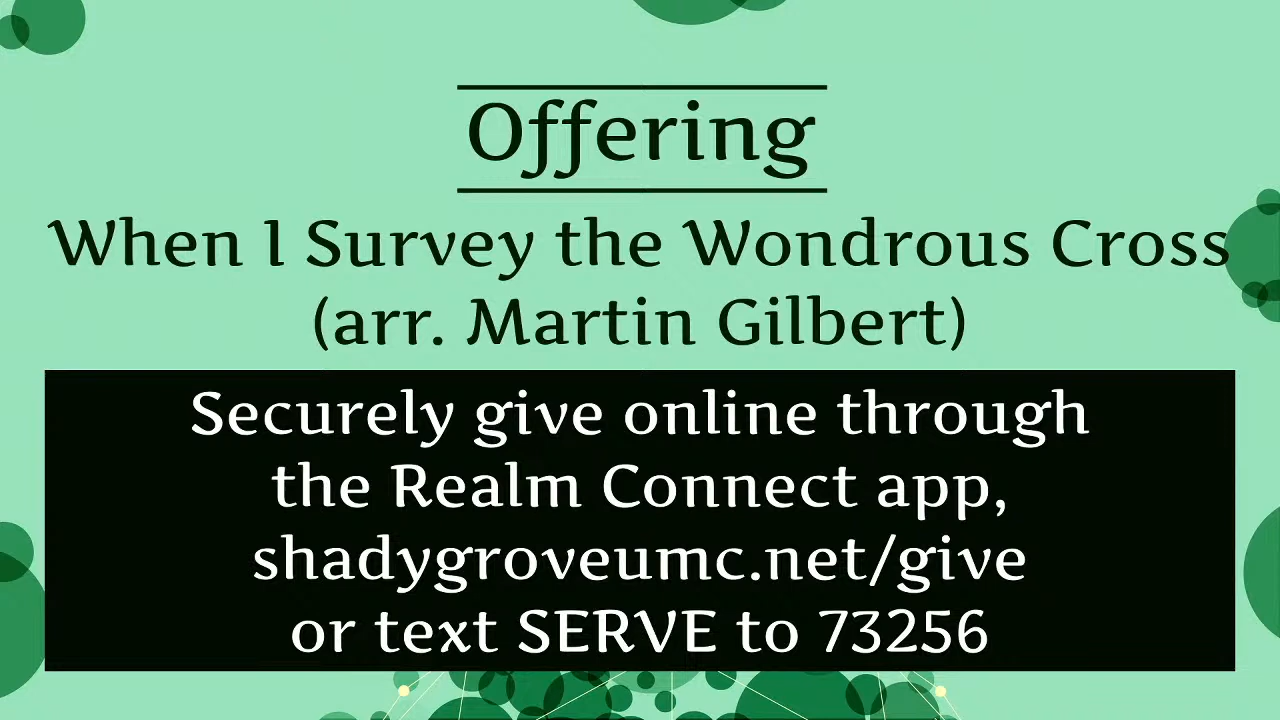 Offering
When I Survey the Wondrous Cross
(arr. Martin Gilbert)
Securely give online through
the Realm Connect app,
shadygroveumc.net/give
or text SERVE to 73256